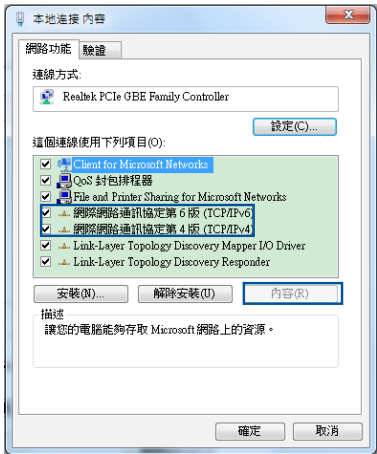 本地连接 內容
網路功能 驗證
連線方式:
Realtek PCIe GBE Family Controller
設定(C)...
這個連線使用下列項目(O):
Client for Microsoft Networks
QoS 封包排程器
File and Printer Sharing for Microsoft Networks
網際網路通訊協定第 6 版 (TCP/IPv6)
網際網路通訊協定第 4 版 (TCP/IPv4)
Link-Layer Topology Discovery Mapper I/O Driver
Link-Layer Topology Discovery Responder
安裝(N)... 解除安裝(U) 內容(R)
描述
讓您的電腦能夠存取 Microsoft 網路上的資源。
確定 取消